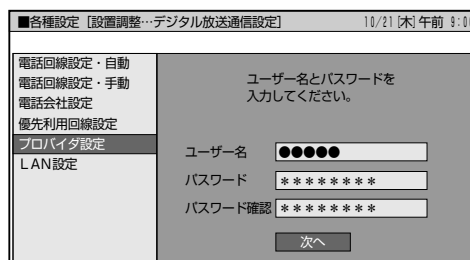 ■各種設定［設置調整…デジタル放送通信設定］ 10/21[木]午前 9:0
電話回線設定・自動
電話回線設定・手動
電話会社設定
優先利用回線設定
プロバイダ設定
LAN設定
ユーザー名とパスワードを
入力してください。
ユーザー名 ●●●●●
パスワード ＊＊＊＊＊＊＊＊
パスワード確認 ＊＊＊＊＊＊＊＊
次へ